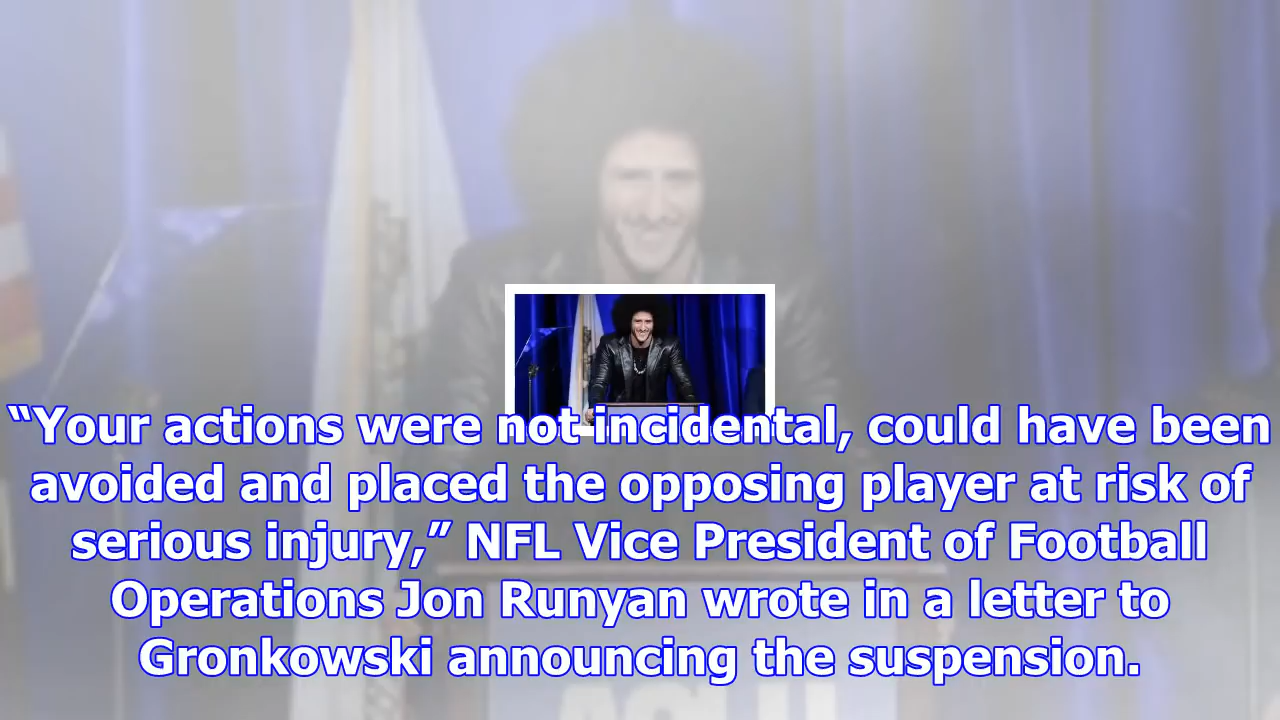 “Your actions were not incidental, could have been
avoided and placed the opposing player at risk of
serious injury,” NFL Vice President of Football
Operations Jon Runyan wrote in a letter to
Gronkowski announcing the suspension.